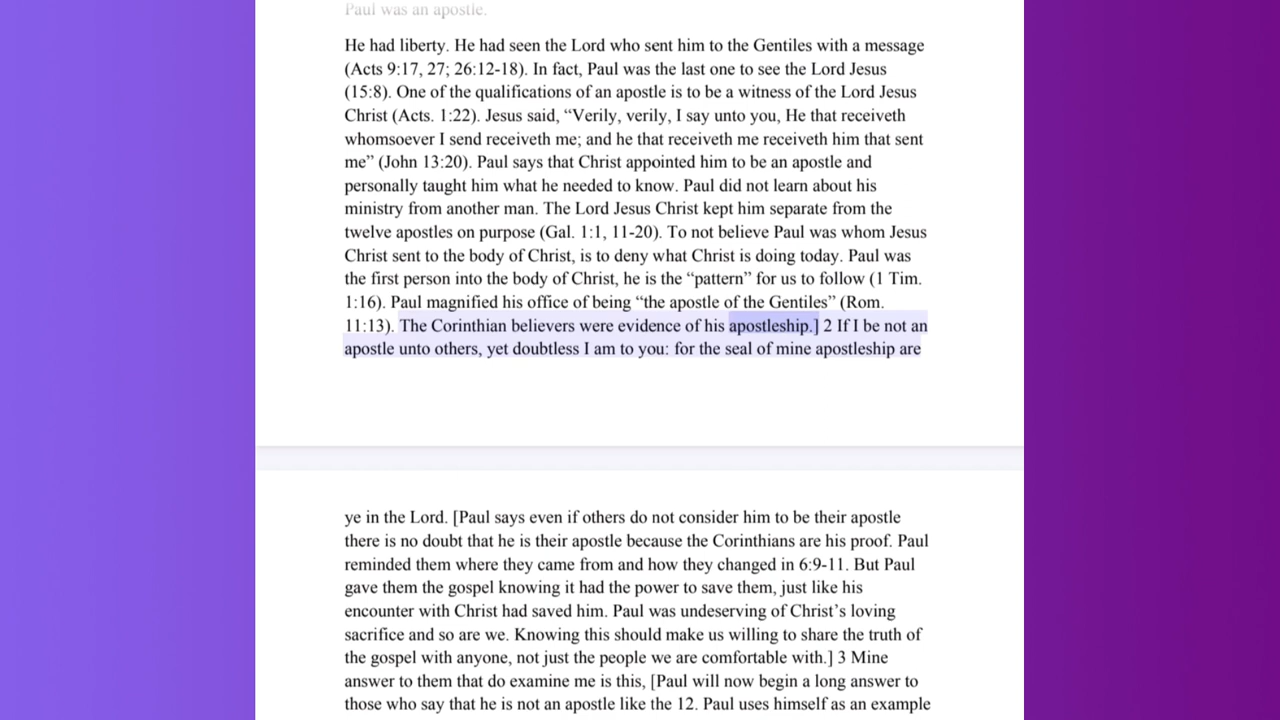 Paul was an apostle.
He had liberty. He had seen the Lord who sent him to the Gentiles with a message
(Acts 9:17, 27; 26:12-18). In fact, Paul was the last one to see the Lord Jesus
(15:8). One of the qualifications of an apostle is to be a witness of the Lord Jesus
Christ (Acts. 1:22). Jesus said, “Verily, verily, I say unto you, He that receiveth
whomsoever I send receiveth me; and he that receiveth me receiveth him that sent
me” (John 13:20). Paul says that Christ appointed him to be an apostle and
personally taught him what he needed to know. Paul did not learn about his
ministry from another man. The Lord Jesus Christ kept him separate from the
twelve apostles on purpose (Gal. 1:1, 11-20). To not believe Paul was whom Jesus
Christ sent to the body of Christ, is to deny what Christ is doing today. Paul was
the first person into the body of Christ, he is the “pattern” for us to follow (1 Tim.
1:16). Paul magnified his office of being “the apostle of the Gentiles” (Rom.
11:13). The Corinthian believers were evidence of his apostleship.] 2 If I be not an
apostle unto others, yet doubtless I am to you: for the seal of mine apostleship are
ye in the Lord. [Paul says even if others do not consider him to be their apostle
there is no doubt that he is their apostle because the Corinthians are his proof. Paul
reminded them where they came from and how they changed in 6:9-11. But Paul
gave them the gospel knowing it had the power to save them, just like his
encounter with Christ had saved him. Paul was undeserving of Christ’s loving
sacrifice and so are we. Knowing this should make us willing to share the truth of
the gospel with anyone, not just the people we are comfortable with.] 3 Mine
answer to them that do examine me is this, [Paul will now begin a long answer to
those who say that he is not an apostle like the 12. Paul uses himself as an example